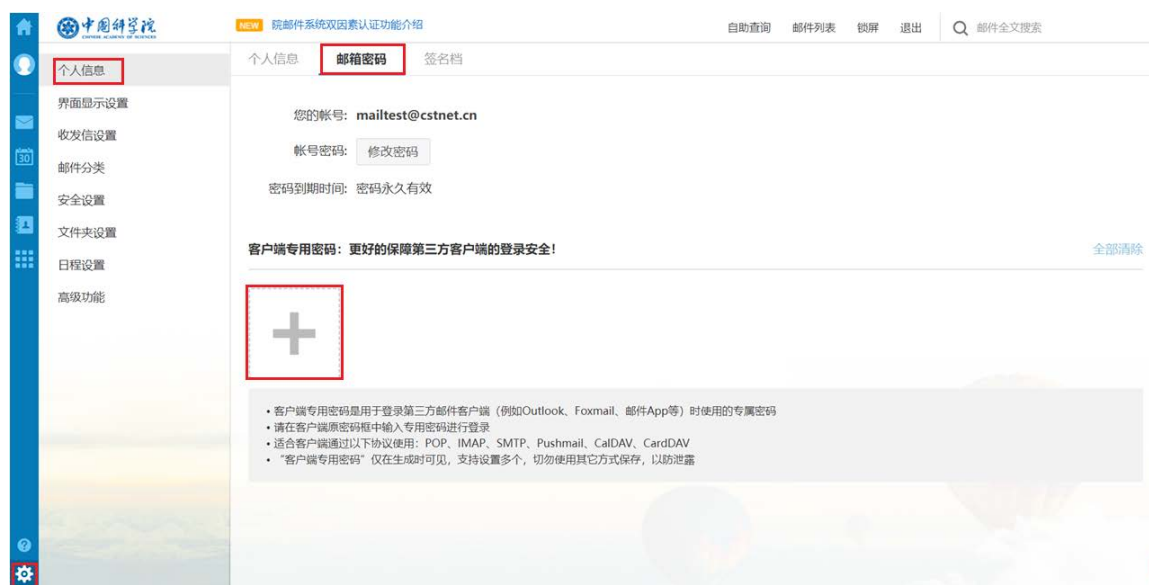 中国科学院
CHINESE ACADEMY OF SCIENCES
NEW 院邮件系统双因素认证功能介绍
自助查询 邮件列表 锁屏 退出 邮件全文搜索
个人信息 邮箱密码 签名档
个人信息
界面显示设置
收发信设置
30
邮件分类
安全设置
文件夹设置
日程设置
高级功能
您的帐号: mailtest@cstnet.cn
帐号密码: 修改密码
密码到期时间: 密码永久有效
客户端专用密码：更好的保障第三方客户端的登录安全！ 全部清除
• 客户端专用密码是用于登录第三方邮件客户端（例如Outlook、Foxmail、邮件App等）时使用的专属密码
• 请在客户端原密码框中输入专用密码进行登录
• 适合客户端通过以下协议使用：POP、IMAP、SMTP、Pushmail、CalDAV、CardDAV
• “客户端专用密码”仅在生成时可见，支持设置多个，切勿使用其它方式保存，以防泄露